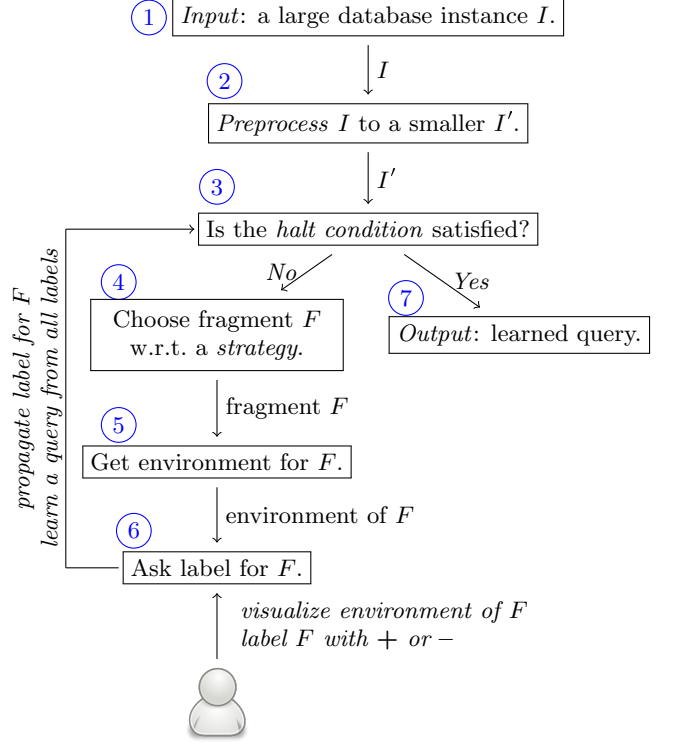 1 Input: a large database instance I.
I
2
Preprocess I to a smaller I′.
I′
3
Is the halt condition satisfied?
No
Yes
4
Choose fragment F
w.r.t. a strategy.
7
Output: learned query.
fragment F
5
Get environment for F.
environment of F
6
Ask label for F.
visualize environment of F
label F with + or −
propagate label for F
learn a query from all labels